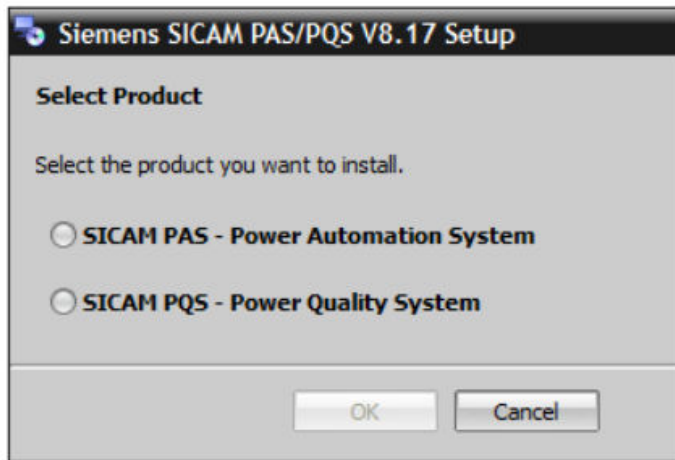 Siemens SICAM PAS/PQS V8.17 Setup
Select Product
Select the product you want to install.
SICAM PAS - Power Automation System
SICAM PQS - Power Quality System
OK
Cancel